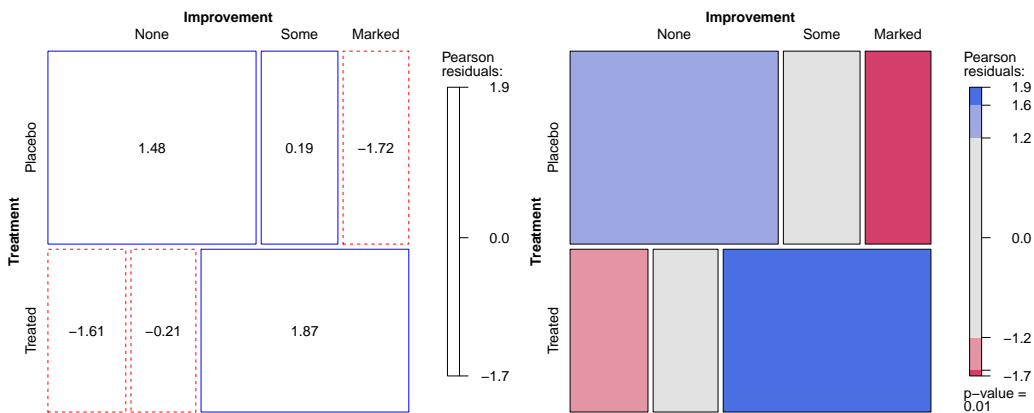 Improvement
None Some Marked
Treatment
Placebo
Treated
1.48 0.19 −1.72
−1.61 −0.21 1.87
Pearson
residuals:
1.9
0.0
−1.7
Improvement
None Some Marked
Treatment
Placebo
Treated
Pearson
residuals:
1.9
1.6
1.2
0.0
−1.2
−1.7
p−value =
0.01